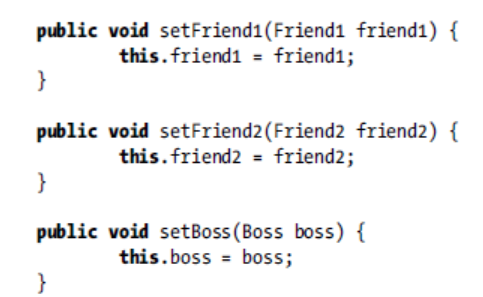 public void setFriend1(Friend1 friend1) {
this.friend1 = friend1;
}
public void setFriend2(Friend2 friend2) {
this.friend2 = friend2;
}
public void setBoss(Boss boss) {
this.boss = boss;
}